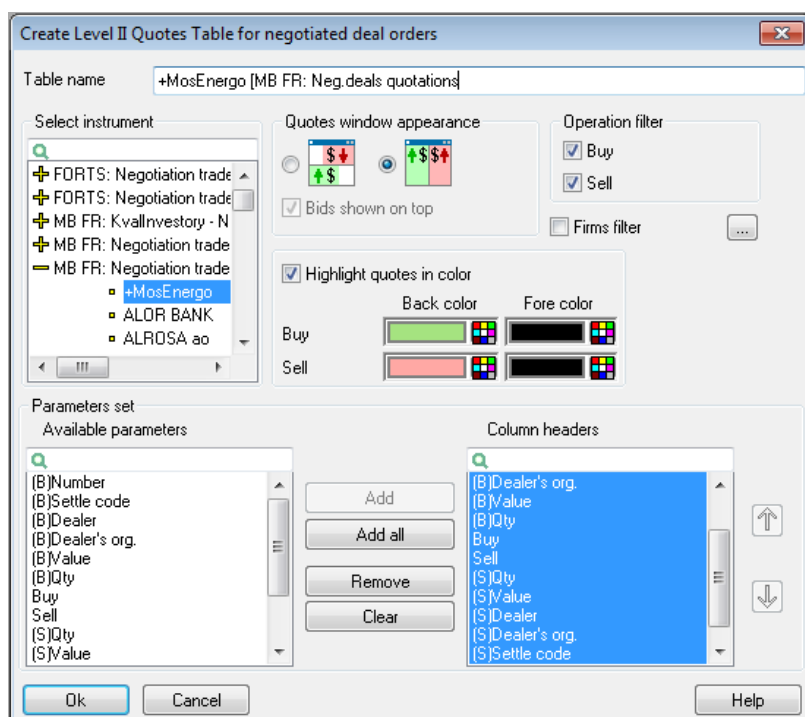 Create Level II Quotes Table for negotiated deal orders
Table name
+MosEnergo [MB FR: Neg.deals quotations
Select instrument
FORTS: Negotiation trade
FORTS: Negotiation trade
MB FR: KvalInvestory - N
MB FR: Negotiation trade
MB FR: Negotiation trade
+MosEnergo
ALOR BANK
ALROSA ao
Quotes window appearance
$
$
$$
Bids shown on top
Operation filter
Buy
Sell
Firms filter
...
Highlight quotes in color
Back color Fore color
Buy
Sell
Parameters set
Available parameters
(B)Number
(B)Settle code
(B)Dealer
(B)Dealer's org.
(B)Value
(B)Qty
Buy
Sell
(S)Qty
(S)Value
Add
Add all
Remove
Clear
Column headers
(B)Dealer's org.
(B)Value
(B)Qty
Buy
Sell
(S)Qty
(S)Value
(S)Dealer
(S)Dealer's org.
(S)Settle code
Ok
Cancel
Help